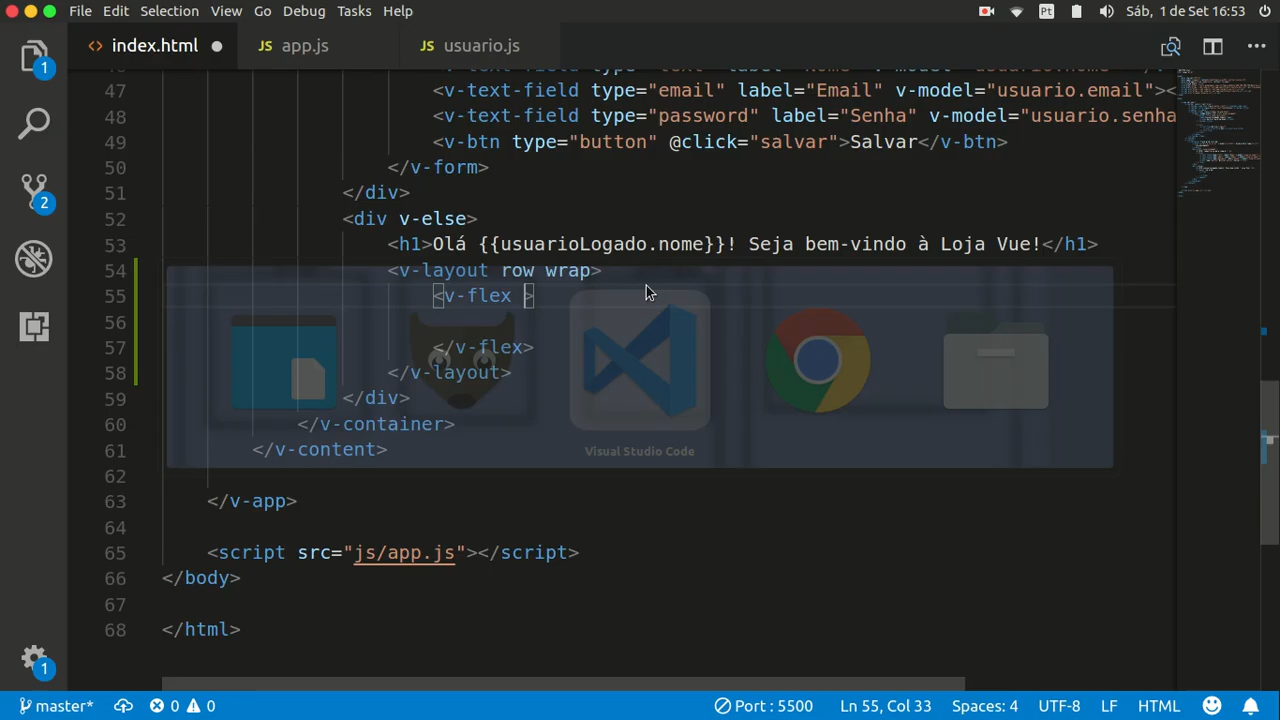 File Edit Selection View Go Debug Tasks Help
Pt Sáb, 1 de Set 16:53
index.html
JS app.js
JS usuario.js
47 <v-text-field type="email" label="Email" v-model="usuario.email"><
48 <v-text-field type="password" label="Senha" v-model="usuario.senha
49 <v-btn type="button" @click="salvar">Salvar</v-btn>
50 </v-form>
51 </div>
52 <div v-else>
53 <h1>Olá {{usuarioLogado.nome}}! Seja bem-vindo à Loja Vue!</h1>
54 <v-layout row wrap>
55 <v-flex >
56
57 </v-flex>
58 </v-layout>
59 </div>
60 </v-container>
61 </v-content>
62
63 </v-app>
64
65 <script src="js/app.js"></script>
66 </body>
67
68 </html>
Visual Studio Code
1
2
1
master* 0 0 Port : 5500 Ln 55, Col 33 Spaces: 4 UTF-8 LF HTML